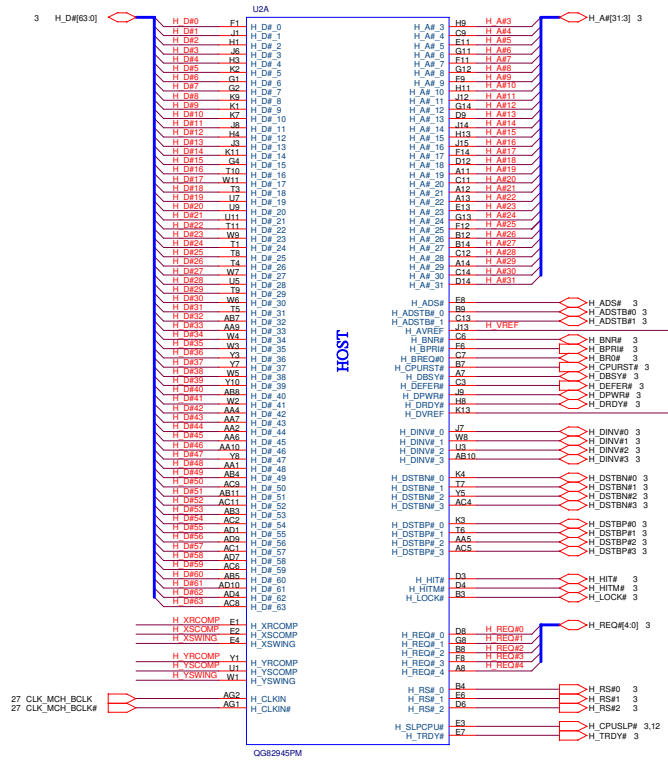 U2A
3 H_D#[63:0]
H_D#0 F1 H_D#_0
H_D#1 J1 H_D#_1
H_D#2 H1 H_D#_2
H_D#3 J6 H_D#_3
H_D#4 H3 H_D#_4
H_D#5 K2 H_D#_5
H_D#6 G1 H_D#_6
H_D#7 G2 H_D#_7
H_D#8 K9 H_D#_8
H_D#9 K1 H_D#_9
H_D#10 K7 H_D#_10
H_D#11 J8 H_D#_11
H_D#12 H4 H_D#_12
H_D#13 J3 H_D#_13
H_D#14 K11 H_D#_14
H_D#15 G4 H_D#_15
H_D#16 T10 H_D#_16
H_D#17 W11 H_D#_17
H_D#18 T3 H_D#_18
H_D#19 U7 H_D#_19
H_D#20 U9 H_D#_20
H_D#21 U11 H_D#_21
H_D#22 T11 H_D#_22
H_D#23 W9 H_D#_23
H_D#24 T1 H_D#_24
H_D#25 T8 H_D#_25
H_D#26 T4 H_D#_26
H_D#27 W7 H_D#_27
H_D#28 U5 H_D#_28
H_D#29 T9 H_D#_29
H_D#30 W6 H_D#_30
H_D#31 T5 H_D#_31
H_D#32 AB7 H_D#_32
H_D#33 AA9 H_D#_33
H_D#34 W4 H_D#_34
H_D#35 W3 H_D#_35
H_D#36 Y3 H_D#_36
H_D#37 Y7 H_D#_37
H_D#38 W5 H_D#_38
H_D#39 Y10 H_D#_39
H_D#40 AB8 H_D#_40
H_D#41 W2 H_D#_41
H_D#42 AA4 H_D#_42
H_D#43 AA7 H_D#_43
H_D#44 AA2 H_D#_44
H_D#45 AA6 H_D#_45
H_D#46 AA10 H_D#_46
H_D#47 Y8 H_D#_47
H_D#48 AA1 H_D#_48
H_D#49 AB4 H_D#_49
H_D#50 AC9 H_D#_50
H_D#51 AB11 H_D#_51
H_D#52 AC11 H_D#_52
H_D#53 AB3 H_D#_53
H_D#54 AC2 H_D#_54
H_D#55 AD1 H_D#_55
H_D#56 AD9 H_D#_56
H_D#57 AC1 H_D#_57
H_D#58 AD7 H_D#_58
H_D#59 AC6 H_D#_59
H_D#60 AB5 H_D#_60
H_D#61 AD10 H_D#_61
H_D#62 AD4 H_D#_62
H_D#63 AC8 H_D#_63
H_XRCOMP E1 H_XRCOMP
H_XSCOMP E2 H_XSCOMP
H_XSWING E4 H_XSWING
H_YRCOMP Y1 H_YRCOMP
H_YSCOMP U1 H_YSCOMP
H_YSWING W1 H_YSWING
27 CLK_MCH_BCLK AG2 H_CLKIN
27 CLK_MCH_BCLK# AG1 H_CLKIN#
HOST
H_A#_3 H9 H_A#3
H_A#_4 C9 H_A#4
H_A#_5 E11 H_A#5
H_A#_6 G11 H_A#6
H_A#_7 F11 H_A#7
H_A#_8 G12 H_A#8
H_A#_9 F9 H_A#9
H_A#_10 H11 H_A#10
H_A#_11 J12 H_A#11
H_A#_12 G14 H_A#12
H_A#_13 D9 H_A#13
H_A#_14 J14 H_A#14
H_A#_15 H13 H_A#15
H_A#_16 J15 H_A#16
H_A#_17 F14 H_A#17
H_A#_18 D12 H_A#18
H_A#_19 A11 H_A#19
H_A#_20 C11 H_A#20
H_A#_21 A12 H_A#21
H_A#_22 A13 H_A#22
H_A#_23 E13 H_A#23
H_A#_24 G13 H_A#24
H_A#_25 F12 H_A#25
H_A#_26 B12 H_A#26
H_A#_27 B14 H_A#27
H_A#_28 C12 H_A#28
H_A#_29 A14 H_A#29
H_A#_30 C14 H_A#30
H_A#_31 D14 H_A#31
H_A#[31:3] 3
H_ADS# E8 H_ADS# 3
H_ADSTB#_0 B9 H_ADSTB#0 3
H_ADSTB#_1 C13 H_ADSTB#1 3
H_AVREF J13 H_VREF
H_BNR# C6 H_BNR# 3
H_BPRI# F6 H_BPRI# 3
H_BREQ#0 C7 H_BR0# 3
H_CPURST# B7 H_CPURST# 3
H_DBSY# A7 H_DBSY# 3
H_DEFER# C3 H_DEFER# 3
H_DPWR# J9 H_DPWR# 3
H_DRDY# H8 H_DRDY# 3
H_DVREF K13
H_DINV#_0 J7 H_DINV#0 3
H_DINV#_1 W8 H_DINV#1 3
H_DINV#_2 U3 H_DINV#2 3
H_DINV#_3 AB10 H_DINV#3 3
H_DSTBN#_0 K4 H_DSTBN#0 3
H_DSTBN#_1 T7 H_DSTBN#1 3
H_DSTBN#_2 Y5 H_DSTBN#2 3
H_DSTBN#_3 AC4 H_DSTBN#3 3
H_DSTBP#_0 K3 H_DSTBP#0 3
H_DSTBP#_1 T6 H_DSTBP#1 3
H_DSTBP#_2 AA5 H_DSTBP#2 3
H_DSTBP#_3 AC5 H_DSTBP#3 3
H_HIT# D3 H_HIT# 3
H_HITM# D4 H_HITM# 3
H_LOCK# B3 H_LOCK# 3
H_REQ#_0 D8 H_REQ#0
H_REQ#_1 G8 H_REQ#1
H_REQ#_2 B8 H_REQ#2
H_REQ#_3 F8 H_REQ#3
H_REQ#_4 A8 H_REQ#4
H_REQ#[4:0] 3
H_RS#_0 B4 H_RS#0 3
H_RS#_1 E6 H_RS#1 3
H_RS#_2 D6 H_RS#2 3
H_SLPCPU# E3 H_CPUSLP# 3,12
H_TRDY# E7 H_TRDY# 3
QG82945PM